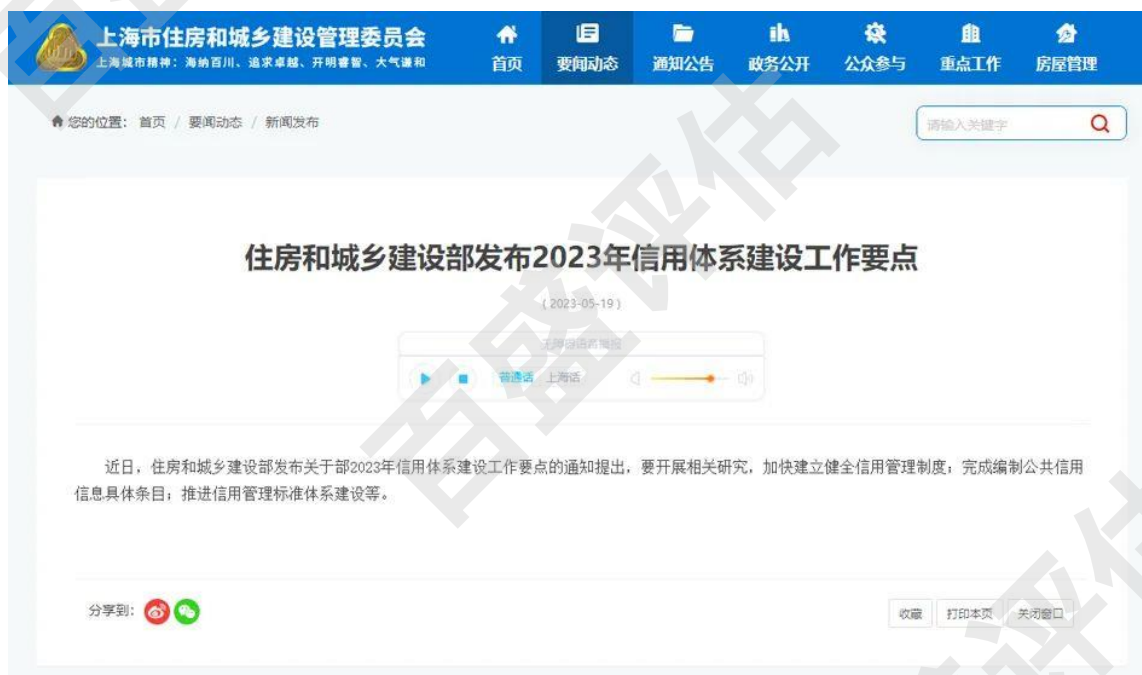 上海市住房和城乡建设管理委员会
上海城市精神：海纳百川、追求卓越、开明睿智、大气谦和
首页 要闻动态 通知公告 政务公开 公众参与 重点工作 房屋管理
您的位置： 首页 / 要闻动态 / 新闻发布
请输入关键字
住房和城乡建设部发布2023年信用体系建设工作要点
（2023-05-19）
无障碍语音播报
普通话 上海话
近日，住房和城乡建设部发布关于部2023年信用体系建设工作要点的通知提出，要开展相关研究，加快建立健全信用管理制度；完成编制公共信用
信息具体条目；推进信用管理标准体系建设等。
分享到：
收藏 打印本页 关闭窗口
百盛评估